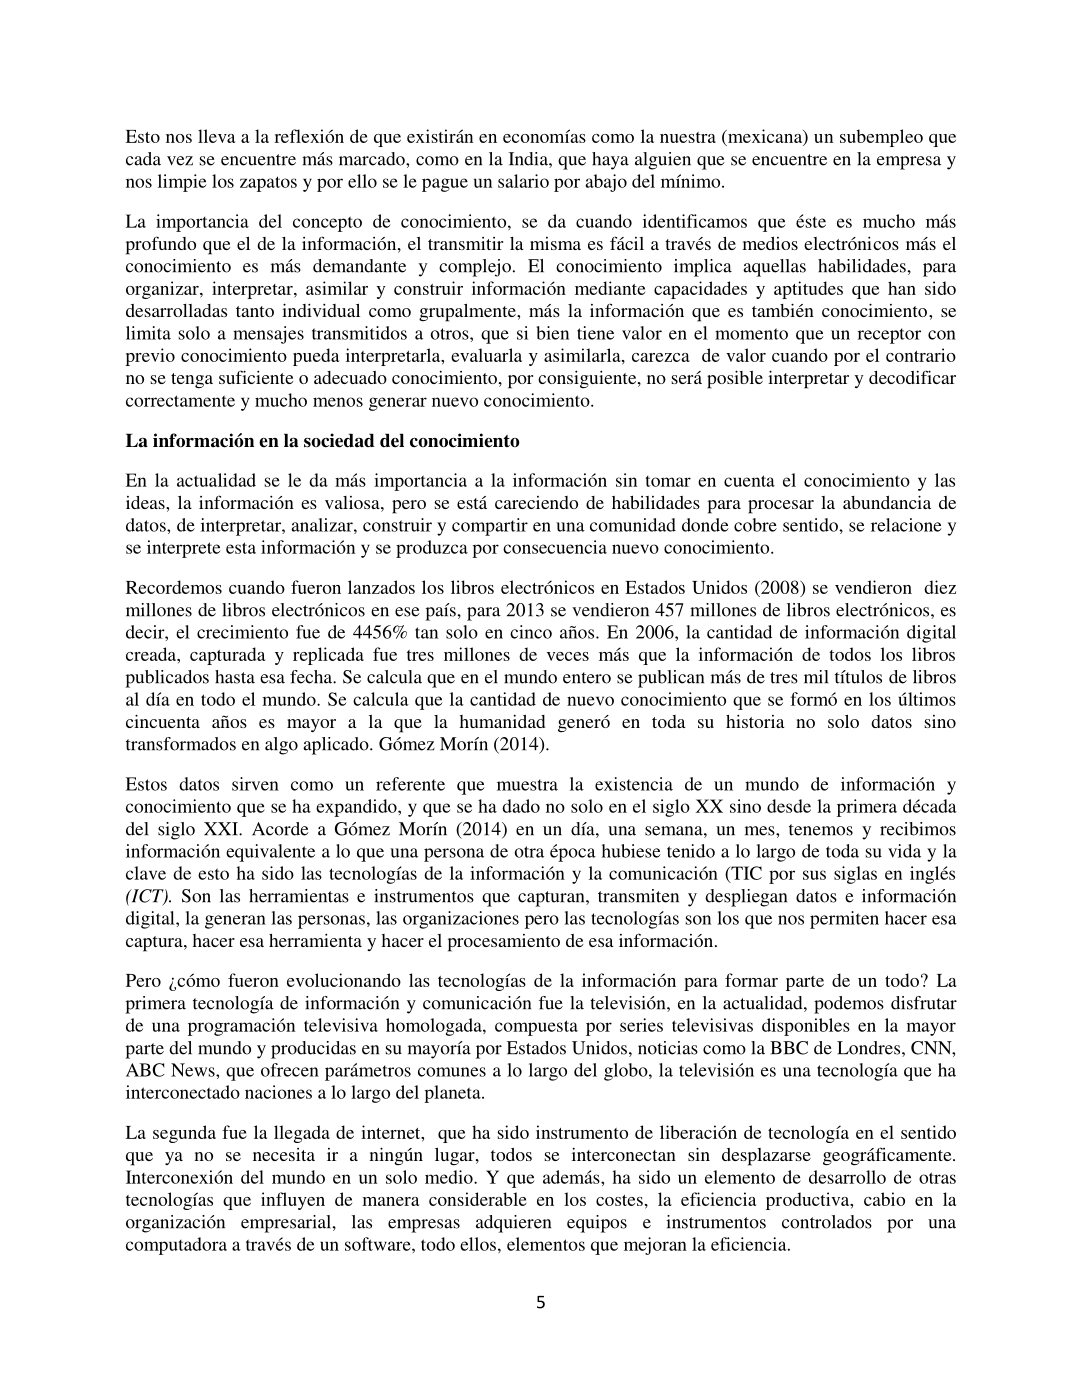 Esto nos lleva a la reflexión de que existirán en economías como la nuestra (mexicana) un subempleo que
cada vez se encuentre más marcado, como en la India, que haya alguien que se encuentre en la empresa y
nos limpie los zapatos y por ello se le pague un salario por abajo del mínimo.
La importancia del concepto de conocimiento, se da cuando identificamos que éste es mucho más
profundo que el de la información, el transmitir la misma es fácil a través de medios electrónicos más el
conocimiento es más demandante y complejo. El conocimiento implica aquellas habilidades, para
organizar, interpretar, asimilar y construir información mediante capacidades y aptitudes que han sido
desarrolladas tanto individual como grupalmente, más la información que es también conocimiento, se
limita solo a mensajes transmitidos a otros, que si bien tiene valor en el momento que un receptor con
previo conocimiento pueda interpretarla, evaluarla y asimilarla, carezca de valor cuando por el contrario
no se tenga suficiente o adecuado conocimiento, por consiguiente, no será posible interpretar y decodificar
correctamente y mucho menos generar nuevo conocimiento.
La información en la sociedad del conocimiento
En la actualidad se le da más importancia a la información sin tomar en cuenta el conocimiento y las
ideas, la información es valiosa, pero se está careciendo de habilidades para procesar la abundancia de
datos, de interpretar, analizar, construir y compartir en una comunidad donde cobre sentido, se relacione y
se interprete esta información y se produzca por consecuencia nuevo conocimiento.
Recordemos cuando fueron lanzados los libros electrónicos en Estados Unidos (2008) se vendieron diez
millones de libros electrónicos en ese país, para 2013 se vendieron 457 millones de libros electrónicos, es
decir, el crecimiento fue de 4456% tan solo en cinco años. En 2006, la cantidad de información digital
creada, capturada y replicada fue tres millones de veces más que la información de todos los libros
publicados hasta esa fecha. Se calcula que en el mundo entero se publican más de tres mil títulos de libros
al día en todo el mundo. Se calcula que la cantidad de nuevo conocimiento que se formó en los últimos
cincuenta años es mayor a la que la humanidad generó en toda su historia no solo datos sino
transformados en algo aplicado. Gómez Morín (2014).
Estos datos sirven como un referente que muestra la existencia de un mundo de información y
conocimiento que se ha expandido, y que se ha dado no solo en el siglo XX sino desde la primera década
del siglo XXI. Acorde a Gómez Morín (2014) en un día, una semana, un mes, tenemos y recibimos
información equivalente a lo que una persona de otra época hubiese tenido a lo largo de toda su vida y la
clave de esto ha sido las tecnologías de la información y la comunicación (TIC por sus siglas en inglés
(ICT). Son las herramientas e instrumentos que capturan, transmiten y despliegan datos e información
digital, la generan las personas, las organizaciones pero las tecnologías son los que nos permiten hacer esa
captura, hacer esa herramienta y hacer el procesamiento de esa información.
Pero ¿cómo fueron evolucionando las tecnologías de la información para formar parte de un todo? La
primera tecnología de información y comunicación fue la televisión, en la actualidad, podemos disfrutar
de una programación televisiva homologada, compuesta por series televisivas disponibles en la mayor
parte del mundo y producidas en su mayoría por Estados Unidos, noticias como la BBC de Londres, CNN,
ABC News, que ofrecen parámetros comunes a lo largo del globo, la televisión es una tecnología que ha
interconectado naciones a lo largo del planeta.
La segunda fue la llegada de internet, que ha sido instrumento de liberación de tecnología en el sentido
que ya no se necesita ir a ningún lugar, todos se interconectan sin desplazarse geográficamente.
Interconexión del mundo en un solo medio. Y que además, ha sido un elemento de desarrollo de otras
tecnologías que influyen de manera considerable en los costes, la eficiencia productiva, cabio en la
organización empresarial, las empresas adquieren equipos e instrumentos controlados por una
computadora a través de un software, todo ellos, elementos que mejoran la eficiencia.
5